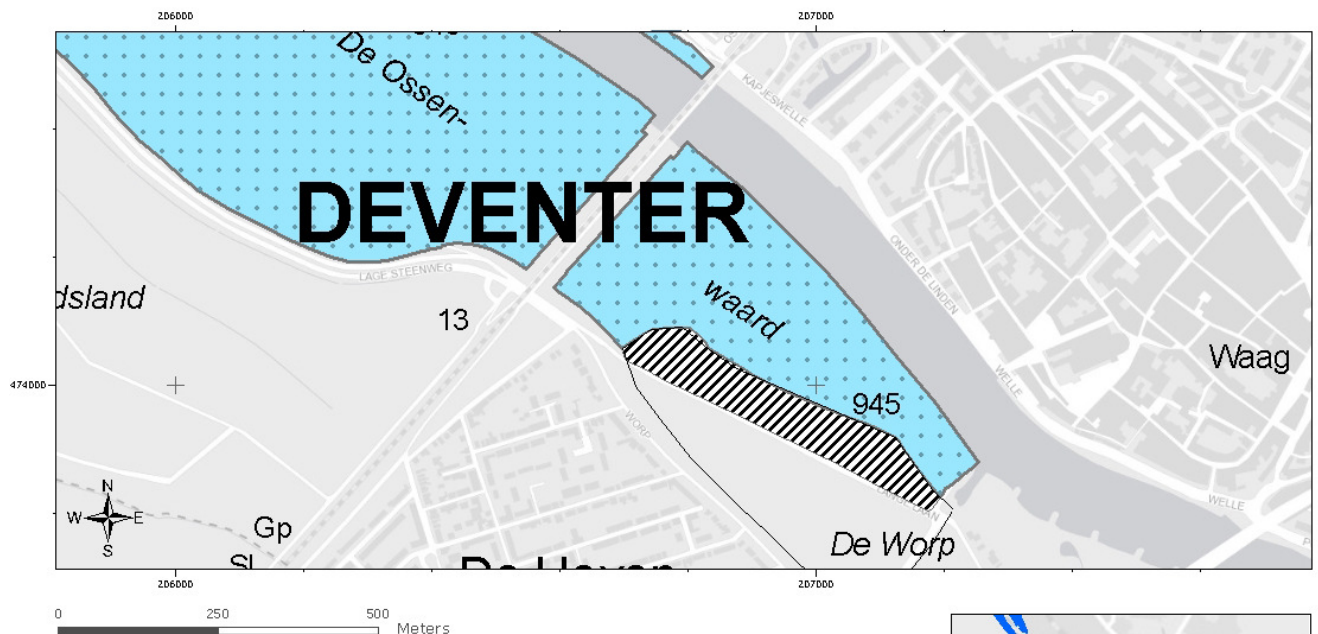 206000
207000
De Ossen-
KAPJESWELLE
DEVENTER
ONDER DE LINDEN
LAGE STEENWEG
dsland
waard
13
Waag
474000
WELLE
945
WORP
N
W E
S
Gp
De Worp
WELLE
206000
207000
0 250 500
Meters